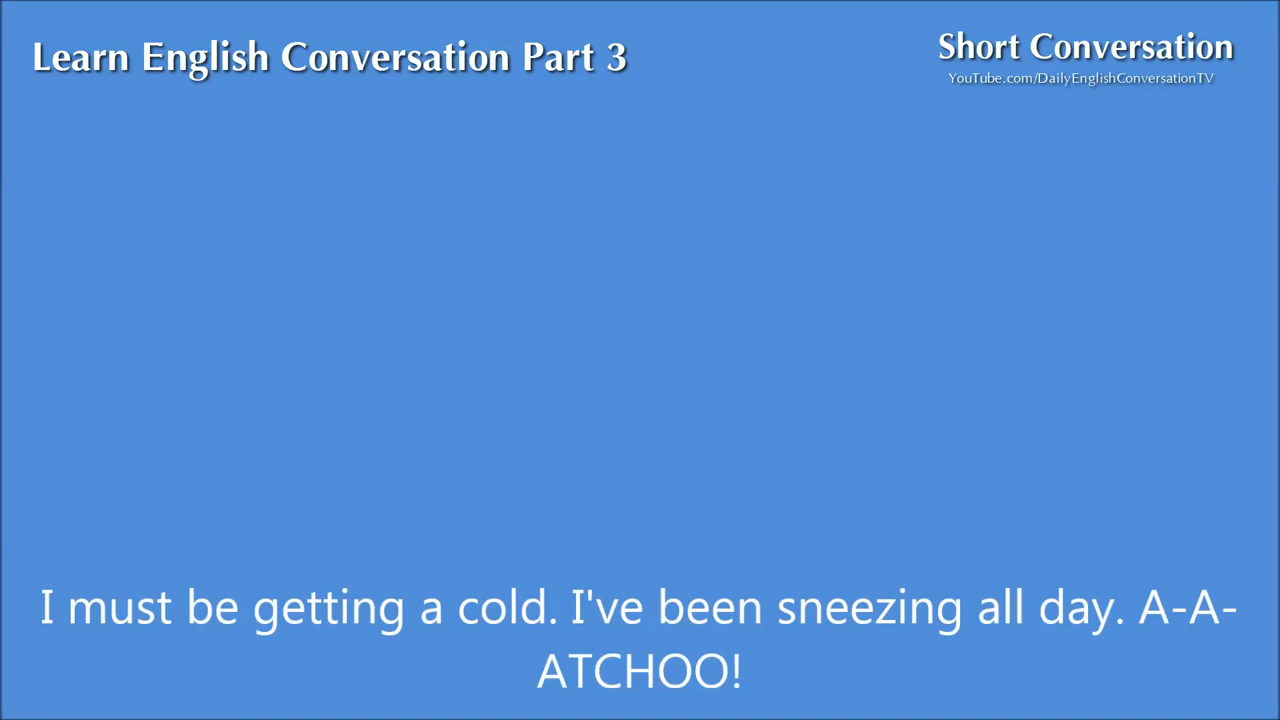 Learn English Conversation Part 3
Short Conversation
YouTube.com/DailyEnglishConversationTV
I must be getting a cold. I've been sneezing all day. A-A-
ATCHOO!